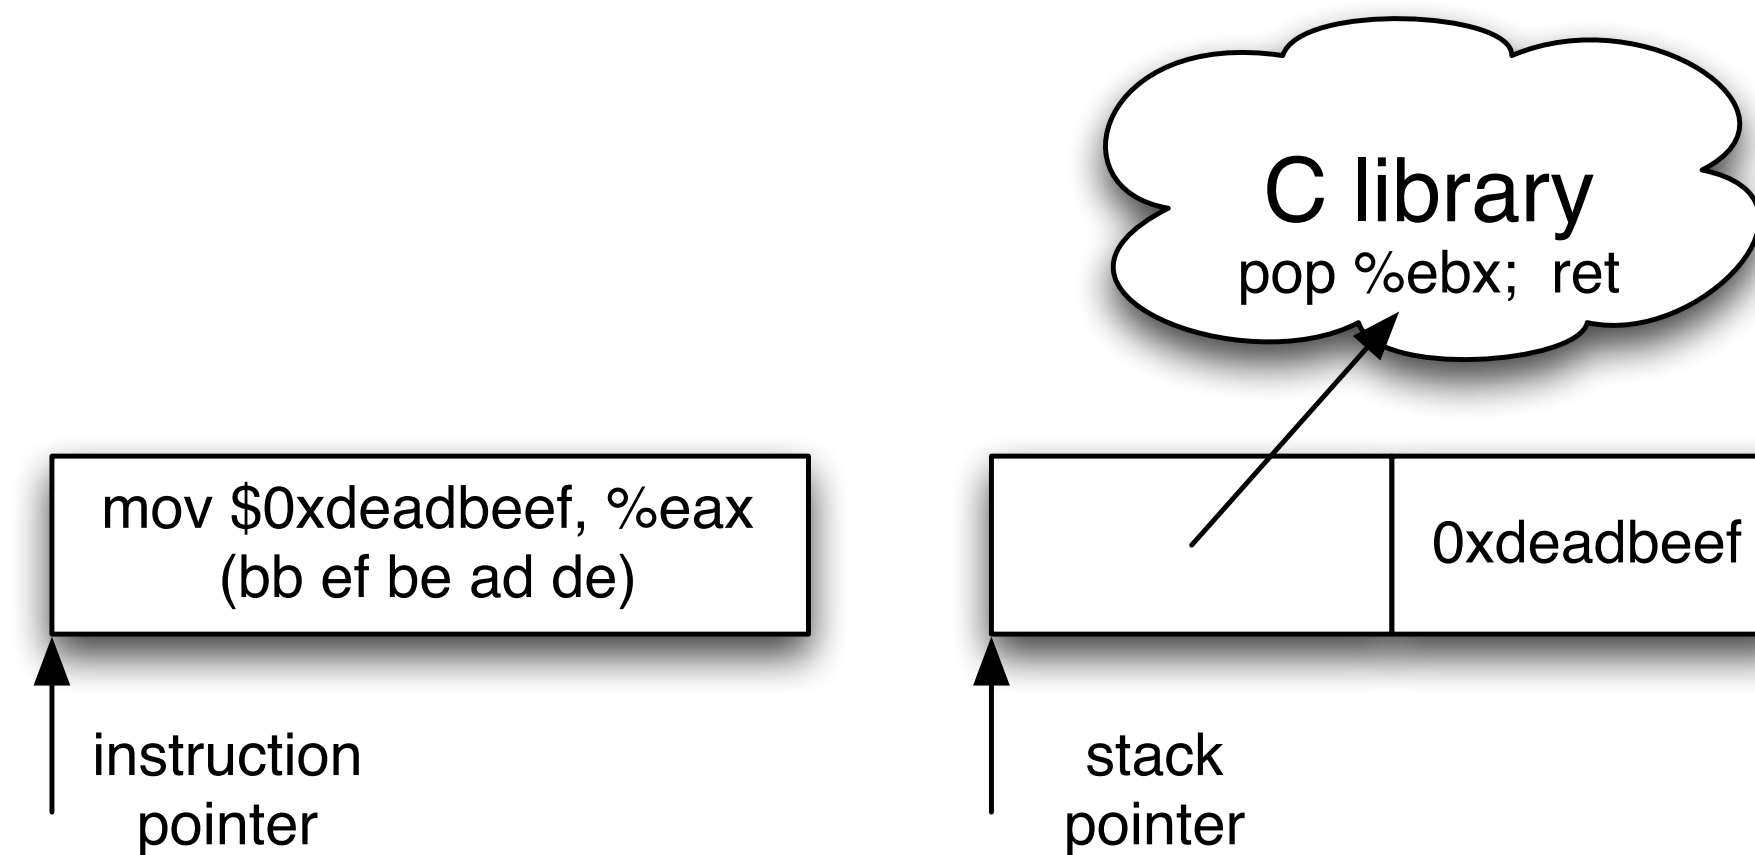 C library
pop %ebx; ret
mov $0xdeadbeef, %eax
(bb ef be ad de)
0xdeadbeef
instruction
pointer
stack
pointer